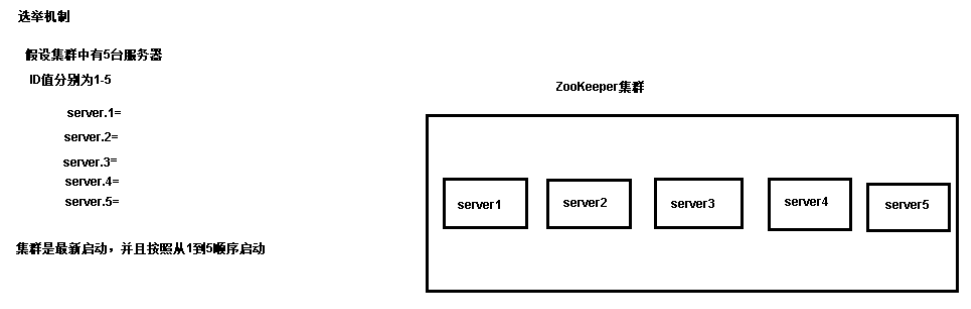 选举机制
假设集群中有5台服务器
ID值分别为1-5
server.1=
server.2=
server.3=
server.4=
server.5=
集群是最新启动，并且按照从1到5顺序启动
ZooKeeper集群
server1
server2
server3
server4
server5